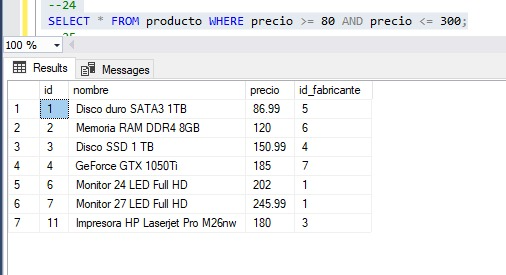 --24
SELECT * FROM producto WHERE precio >= 80 AND precio <= 300;
100 %
Results Messages
id nombre precio id_fabricante
1 1 Disco duro SATA3 1TB 86.99 5
2 2 Memoria RAM DDR4 8GB 120 6
3 3 Disco SSD 1 TB 150.99 4
4 4 GeForce GTX 1050Ti 185 7
5 6 Monitor 24 LED Full HD 202 1
6 7 Monitor 27 LED Full HD 245.99 1
7 11 Impresora HP Laserjet Pro M26nw 180 3